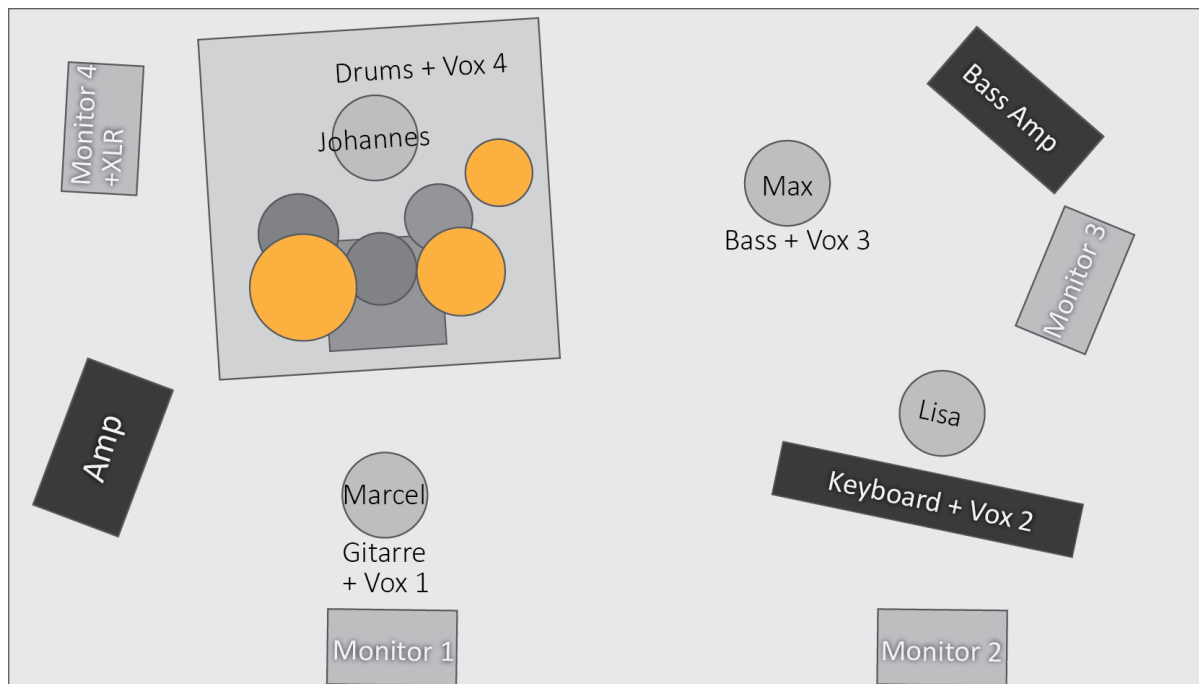 Monitor 4
+XLR
Drums + Vox 4
Johannes
Bass Amp
Max
Bass + Vox 3
Monitor 3
Amp
Lisa
Keyboard + Vox 2
Marcel
Gitarre
+ Vox 1
Monitor 1
Monitor 2